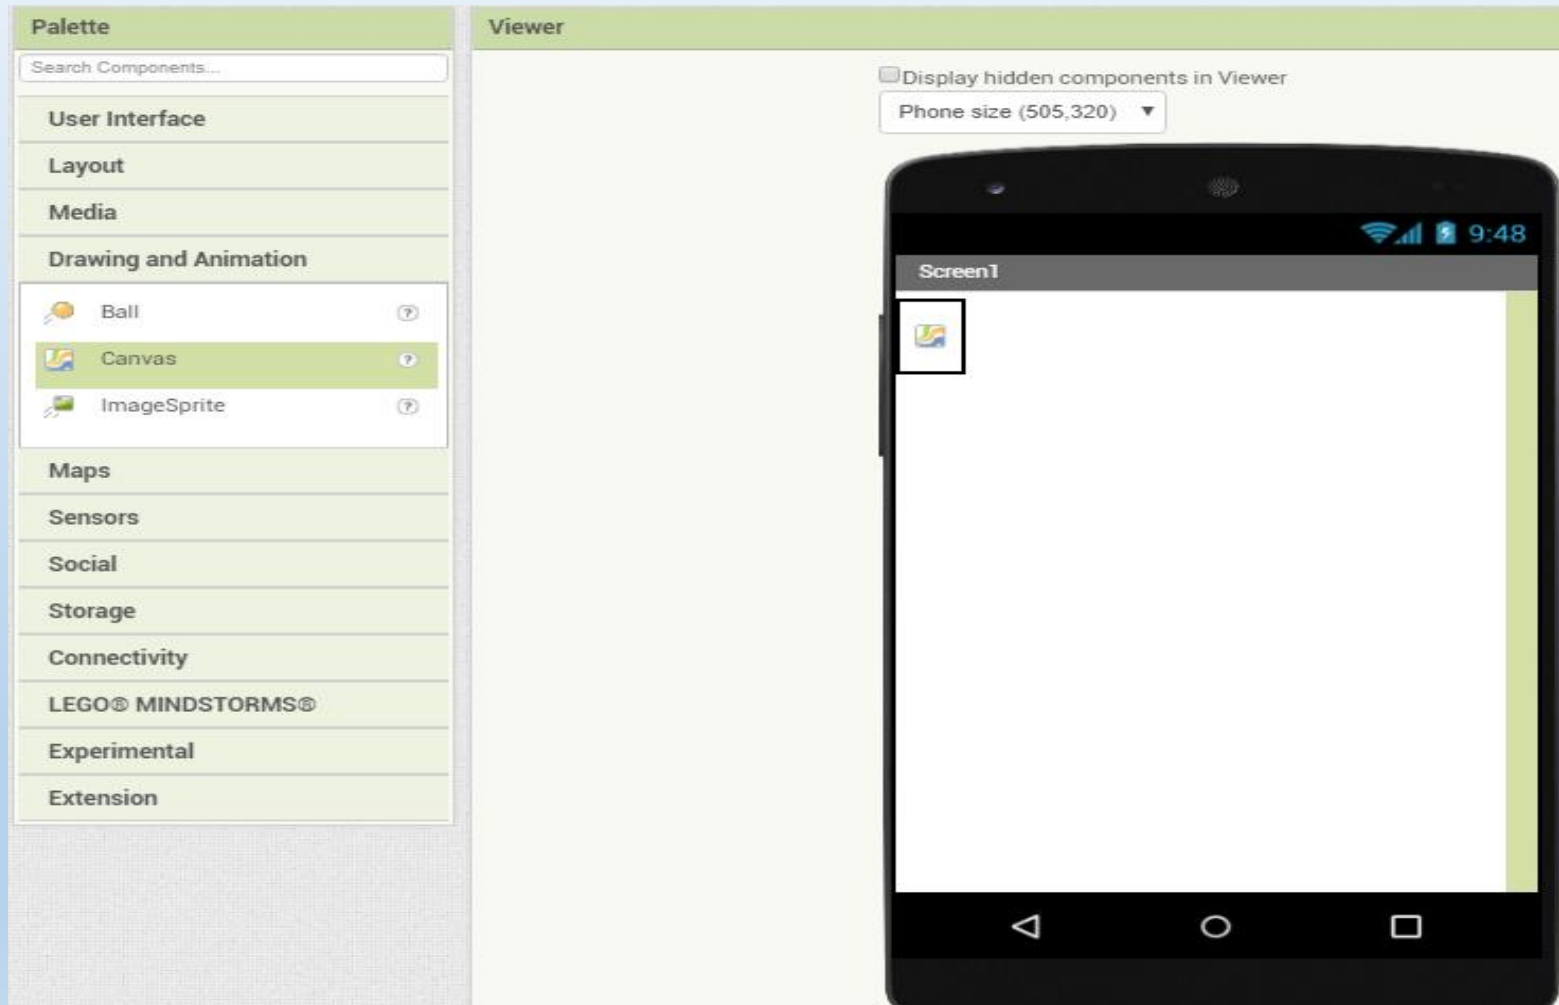 Palette
Search Components...
User Interface
Layout
Media
Drawing and Animation
Ball ?
Canvas ?
ImageSprite ?
Maps
Sensors
Social
Storage
Connectivity
LEGO® MINDSTORMS®
Experimental
Extension
Viewer
Display hidden components in Viewer
Phone size (505,320)
9:48
Screen1